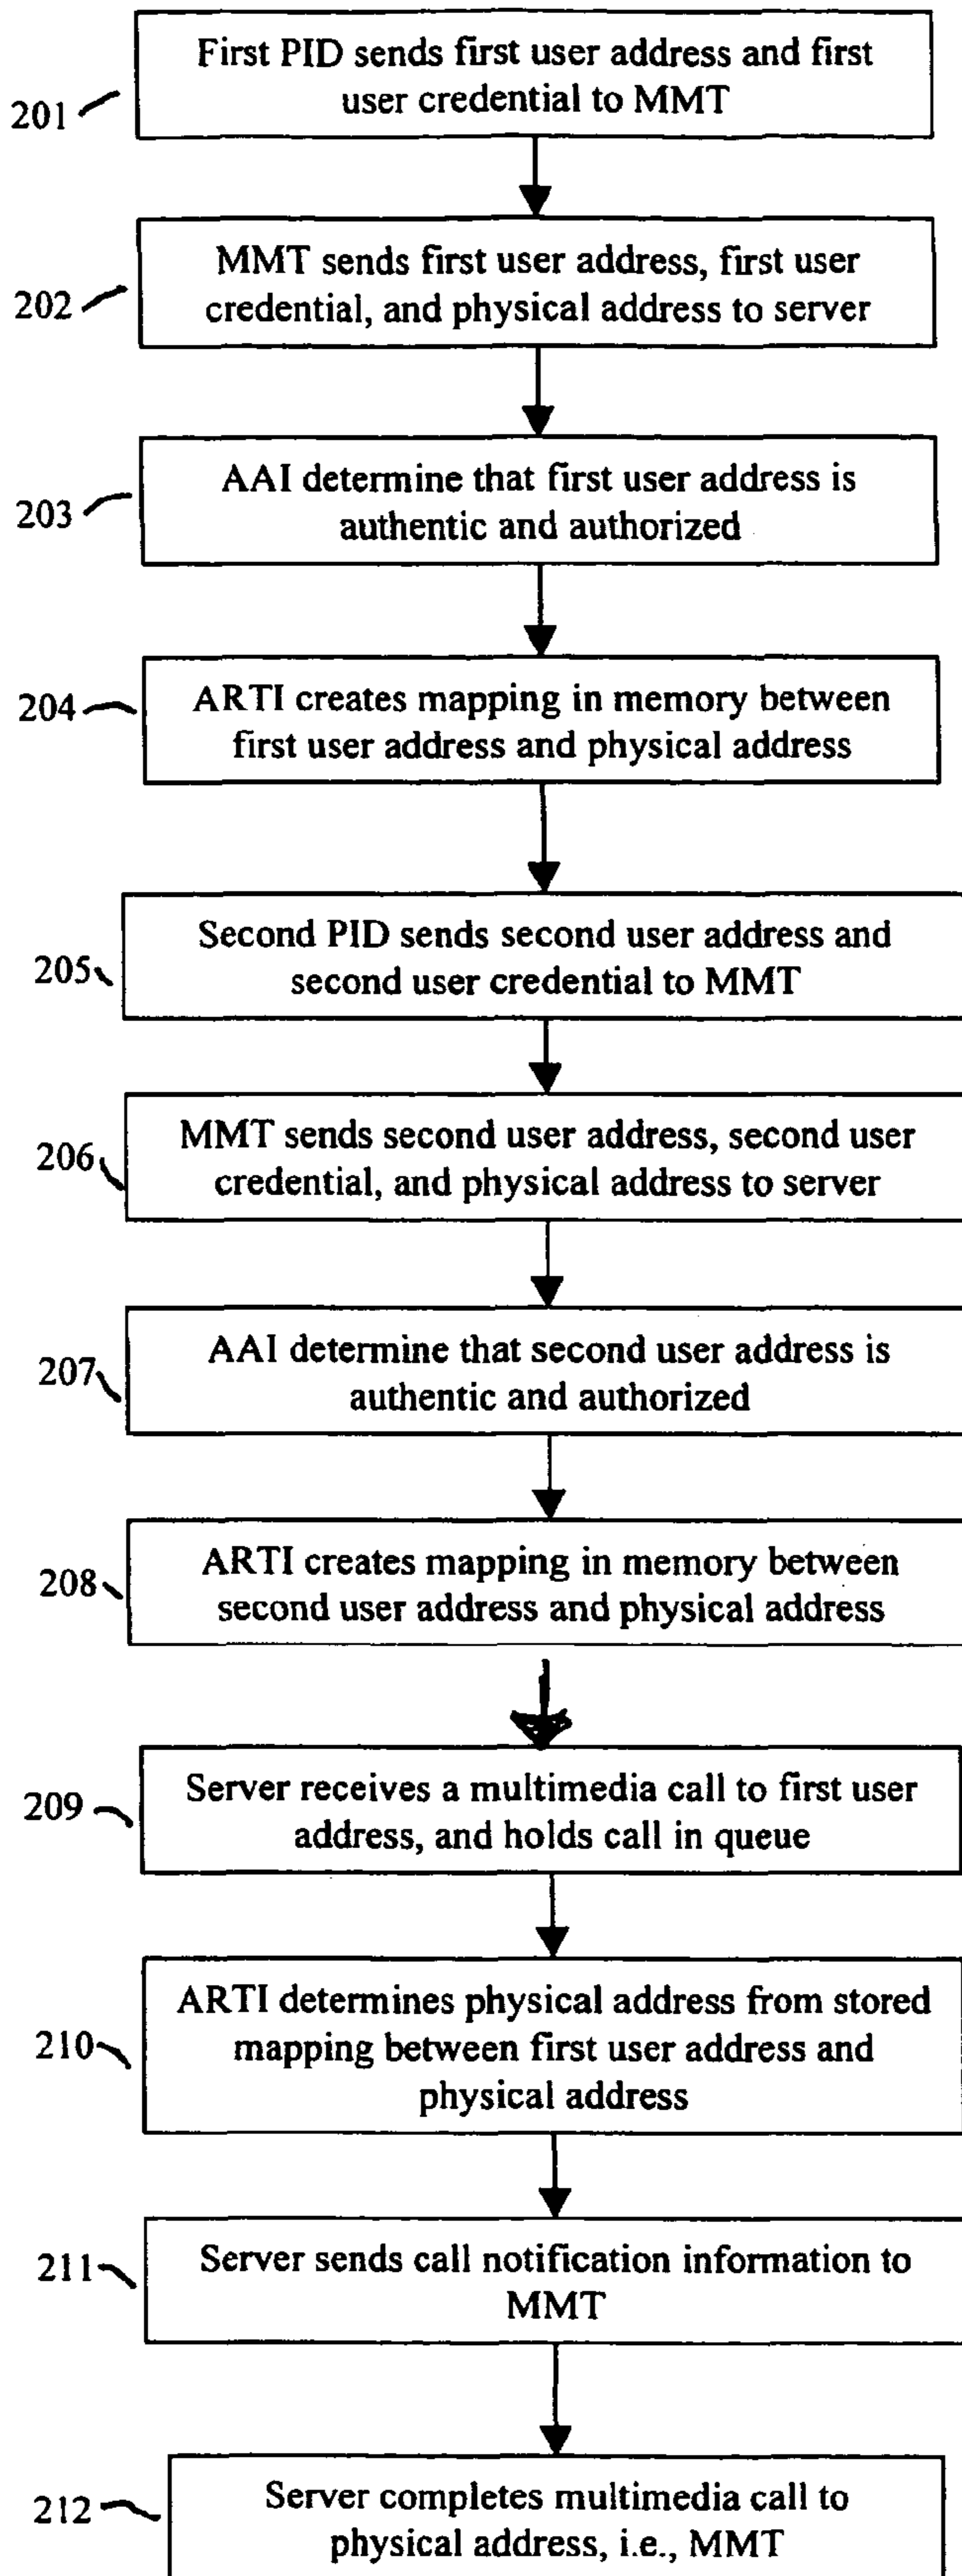 First PID sends first user address and first
user credential to MMT
201
MMT sends first user address, first user
credential, and physical address to server
202
AAI determine that first user address is
authentic and authorized
203
ARTI creates mapping in memory between
first user address and physical address
204
Second PID sends second user address and
second user credential to MMT
205
MMT sends second user address, second user
credential, and physical address to server
206
AAI determine that second user address is
authentic and authorized
207
ARTI creates mapping in memory between
second user address and physical address
208
Server receives a multimedia call to first user
address, and holds call in queue
209
ARTI determines physical address from stored
mapping between first user address and
physical address
210
Server sends call notification information to
MMT
211
Server completes multimedia call to
physical address, i.e., MMT
212